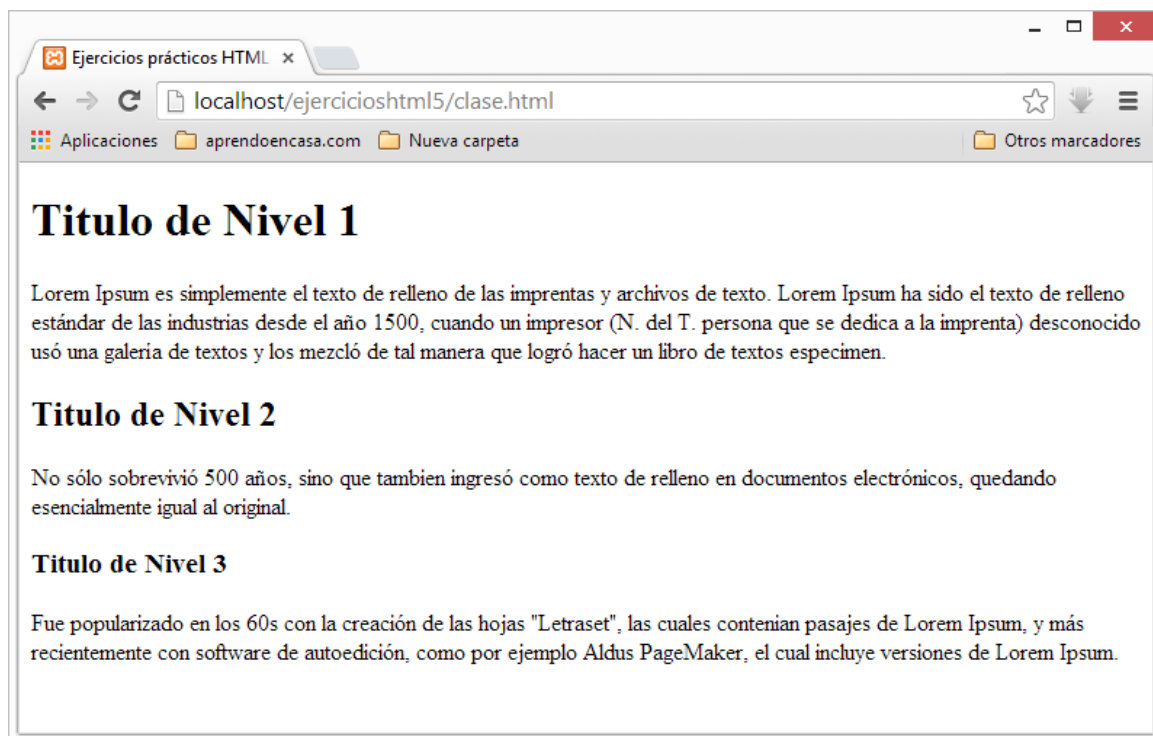 Ejercicios prácticos HTML
localhost/ejercicioshtml5/clase.html
Aplicaciones aprendoencasa.com Nueva carpeta Otros marcadores
Titulo de Nivel 1
Lorem Ipsum es simplemente el texto de relleno de las imprentas y archivos de texto. Lorem Ipsum ha sido el texto de relleno
estándar de las industrias desde el año 1500, cuando un impresor (N. del T. persona que se dedica a la imprenta) desconocido
usó una galería de textos y los mezcló de tal manera que logró hacer un libro de textos especimen.
Titulo de Nivel 2
No sólo sobrevivió 500 años, sino que tambien ingresó como texto de relleno en documentos electrónicos, quedando
esencialmente igual al original.
Titulo de Nivel 3
Fue popularizado en los 60s con la creación de las hojas "Letraset", las cuales contenian pasajes de Lorem Ipsum, y más
recientemente con software de autoedición, como por ejemplo Aldus PageMaker, el cual incluye versiones de Lorem Ipsum.